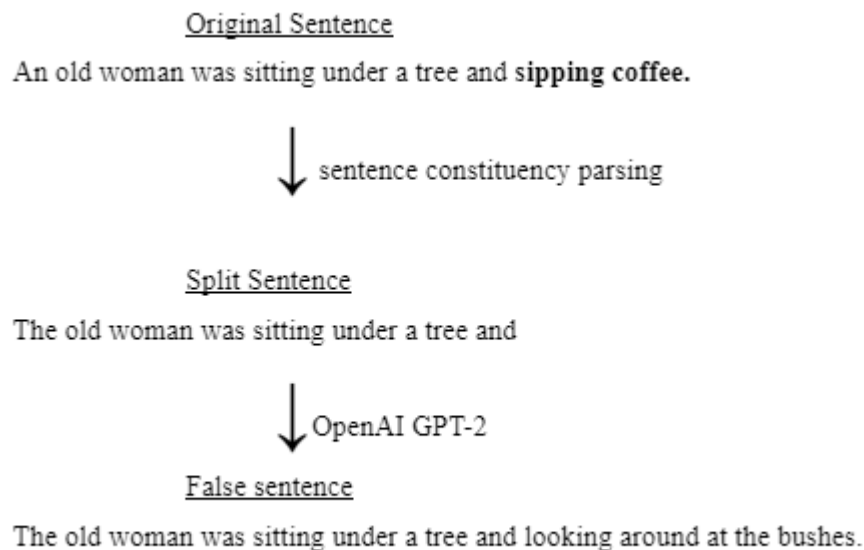 Original Sentence
An old woman was sitting under a tree and sipping coffee.
sentence constituency parsing
Split Sentence
The old woman was sitting under a tree and
OpenAI GPT-2
False sentence
The old woman was sitting under a tree and looking around at the bushes.